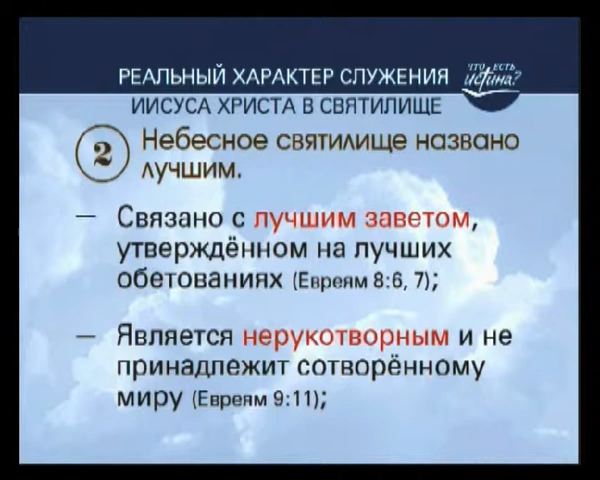 РЕАЛЬНЫЙ ХАРАКТЕР СЛУЖЕНИЯ
ЧТО ЕСТЬ
истина?
ИИСУСА ХРИСТА В СВЯТИЛИЩЕ
2
Небесное святилище названо
лучшим.
— Связано с лучшим заветом,
утверждённом на лучших
обетованиях (Евреям 8:6, 7);
— Является нерукотворным и не
принадлежит сотворённому
миру (Евреям 9:11);